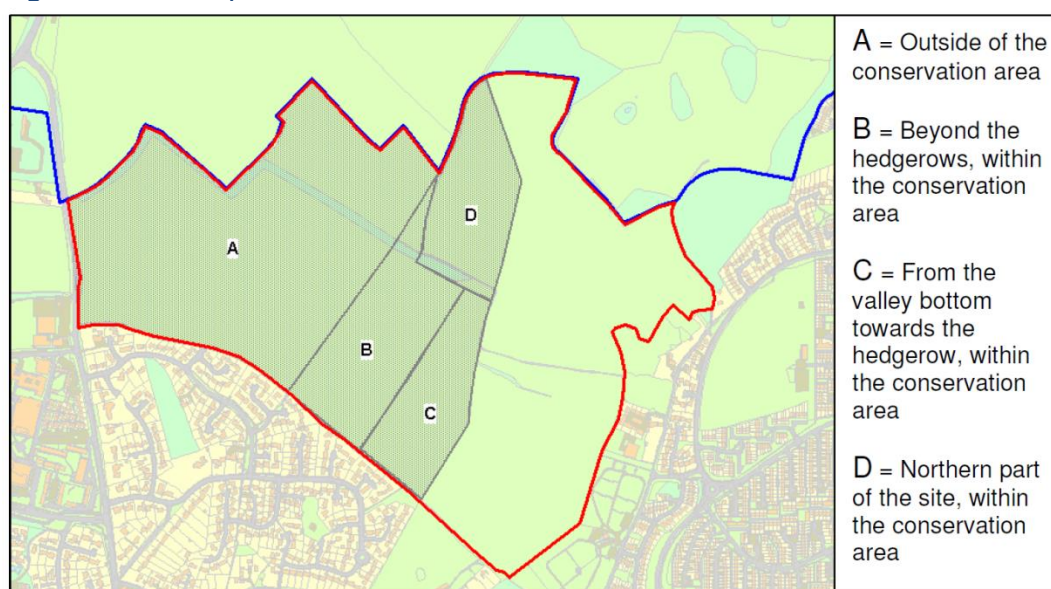 A = Outside of the
conservation area
B = Beyond the
hedgerows, within
the conservation
area
C = From the
valley bottom
towards the
hedgerow, within
the conservation
area
D = Northern part
of the site, within
the conservation
area
A
D
B
C